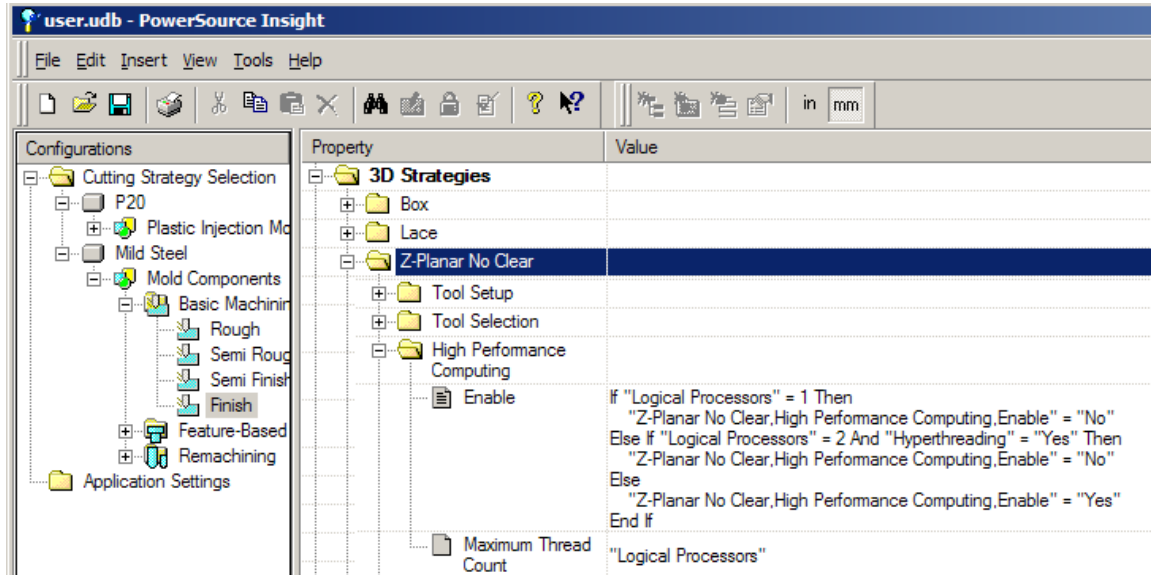 user.udb - PowerSource Insight
File Edit Insert View Tools Help
in mm
Configurations
Cutting Strategy Selection
P20
Plastic Injection Mo
Mild Steel
Mold Components
Basic Machinin
Rough
Semi Roug
Semi Finish
Finish
Feature-Based
Remachining
Application Settings
Property Value
3D Strategies
Box
Lace
Z-Planar No Clear
Tool Setup
Tool Selection
High Performance
Computing
Enable
If "Logical Processors" = 1 Then
"Z-Planar No Clear,High Performance Computing,Enable" = "No"
Else If "Logical Processors" = 2 And "Hyperthreading" = "Yes" Then
"Z-Planar No Clear,High Performance Computing,Enable" = "No"
Else
"Z-Planar No Clear,High Performance Computing,Enable" = "Yes"
End If
Maximum Thread
Count
"Logical Processors"